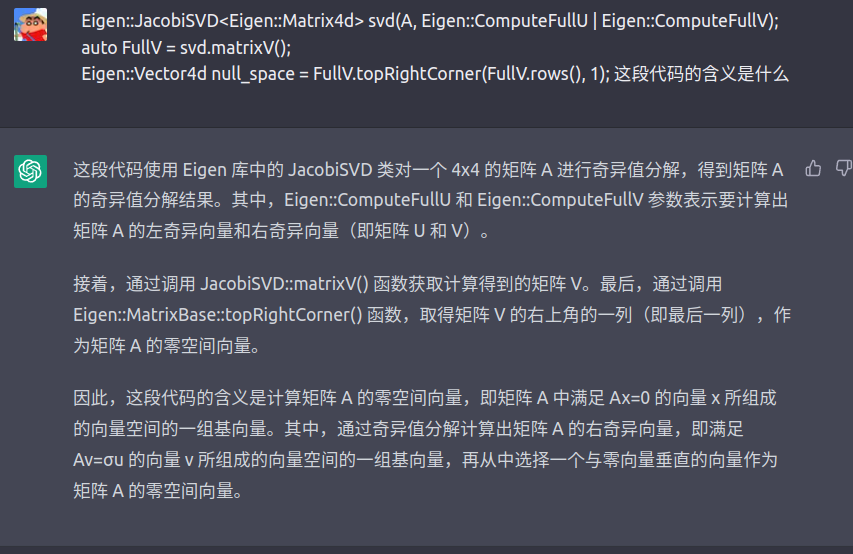 Eigen::JacobiSVD<Eigen::Matrix4d> svd(A, Eigen::ComputeFullU | Eigen::ComputeFullV);
auto FullV = svd.matrixV();
Eigen::Vector4d null_space = FullV.topRightCorner(FullV.rows(), 1); 这段代码的含义是什么
这段代码使用 Eigen 库中的 JacobiSVD 类对一个 4x4 的矩阵 A 进行奇异值分解，得到矩阵 A
的奇异值分解结果。其中，Eigen::ComputeFullU 和 Eigen::ComputeFullV 参数表示要计算出
矩阵 A 的左奇异向量和右奇异向量（即矩阵 U 和 V）。
接着，通过调用 JacobiSVD::matrixV() 函数获取计算得到的矩阵 V。最后，通过调用
Eigen::MatrixBase::topRightCorner() 函数，取得矩阵 V 的右上角的一列（即最后一列），作
为矩阵 A 的零空间向量。
因此，这段代码的含义是计算矩阵 A 的零空间向量，即矩阵 A 中满足 Ax=0 的向量 x 所组成
的向量空间的一组基向量。其中，通过奇异值分解计算出矩阵 A 的右奇异向量，即满足
Av=σu 的向量 v 所组成的向量空间的一组基向量，再从中选择一个与零向量垂直的向量作为
矩阵 A 的零空间向量。